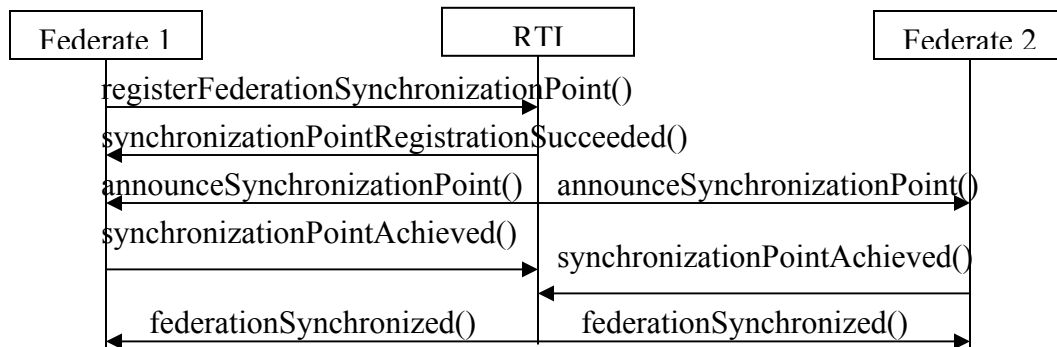 Federate 1
RTI
Federate 2
registerFederationSynchronizationPoint()
synchronizationPointRegistrationSucceeded()
announceSynchronizationPoint()
announceSynchronizationPoint()
synchronizationPointAchieved()
synchronizationPointAchieved()
federationSynchronized()
federationSynchronized()